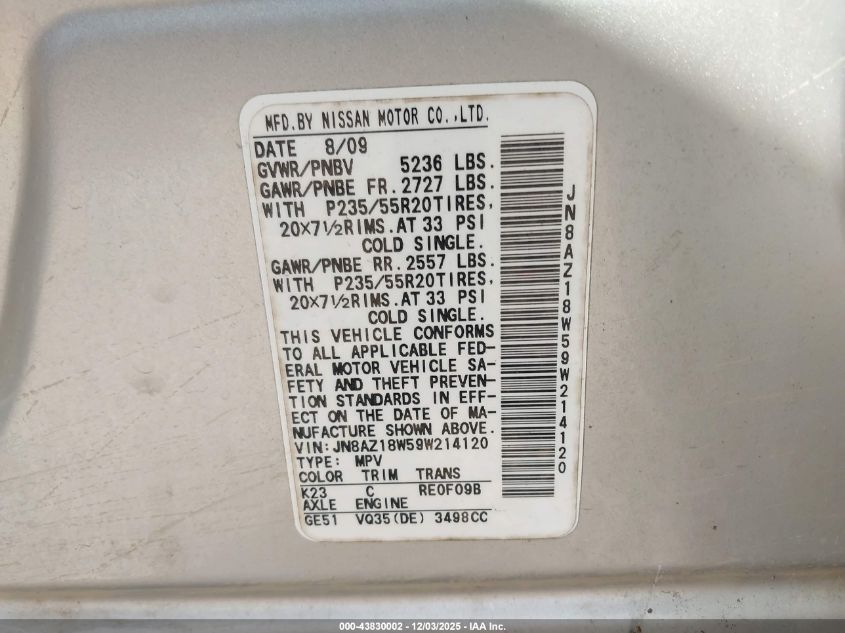 MFD.BY NISSAN MOTOR CO.,LTD.
DATE 8/09
GVWR/PNBV 5236 LBS.
GAWR/PNBE FR. 2727 LBS.
WITH P235/55R20TIRES,
20×7½RIMS.AT 33 PSI
COLD SINGLE.
GAWR/PNBE RR. 2557 LBS.
WITH P235/55R20TIRES,
20×7½RIMS.AT 33 PSI
COLD SINGLE.
THIS VEHICLE CONFORMS
TO ALL APPLICABLE FED-
ERAL MOTOR VEHICLE SA-
FETY AND THEFT PREVEN-
TION STANDARDS IN EFF-
ECT ON THE DATE OF MA-
NUFACTURE SHOWN ABOVE.
VIN:JN8AZ18W59W214120
TYPE: MPV
COLOR TRIM TRANS
K23 C RE0F09B
AXLE ENGINE
GE51 VQ35(DE) 3498CC
JN8AZ18W59W214120
000-43830002 - 12/03/2025 - IAA Inc.